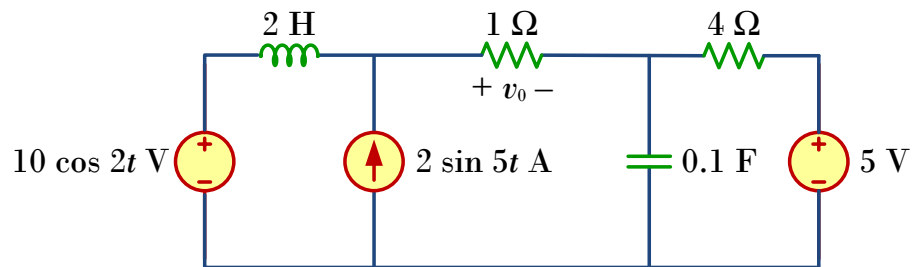 2 H
1 Ω
4 Ω
+ v₀ −
10 cos 2t V
+
−
2 sin 5t A
0.1 F
+
−
5 V